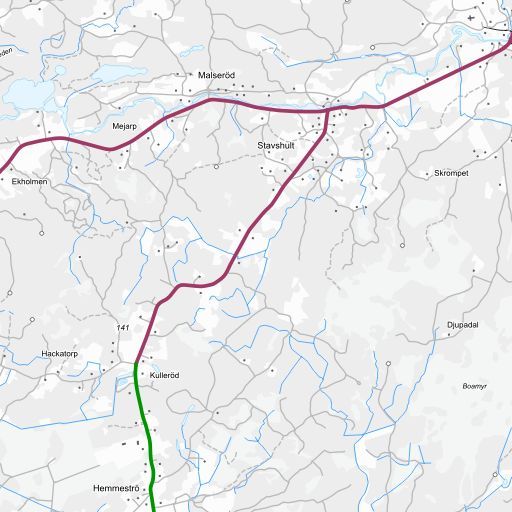 Malseröd
Mejarp
Stavshult
Skrompet
Ekholmen
141
Djupadal
Hackatorp
Kulleröd
Boamyr
Hemmeströ